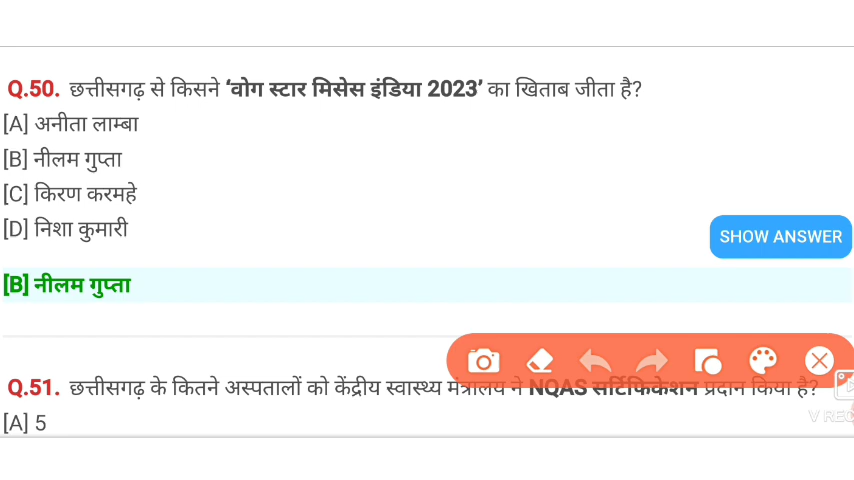 Q.50. छत्तीसगढ़ से किसने ‘वोग स्टार मिसेस इंडिया 2023’ का खिताब जीता है?
[A] अनीता लाम्बा
[B] नीलम गुप्ता
[C] किरण करमहे
[D] निशा कुमारी
SHOW ANSWER
[B] नीलम गुप्ता
Q.51. छत्तीसगढ़ के कितने अस्पतालों को केंद्रीय स्वास्थ्य मंत्रालय ने NQAS सर्टिफिकेशन प्रदान किया है?
[A] 5
V REC